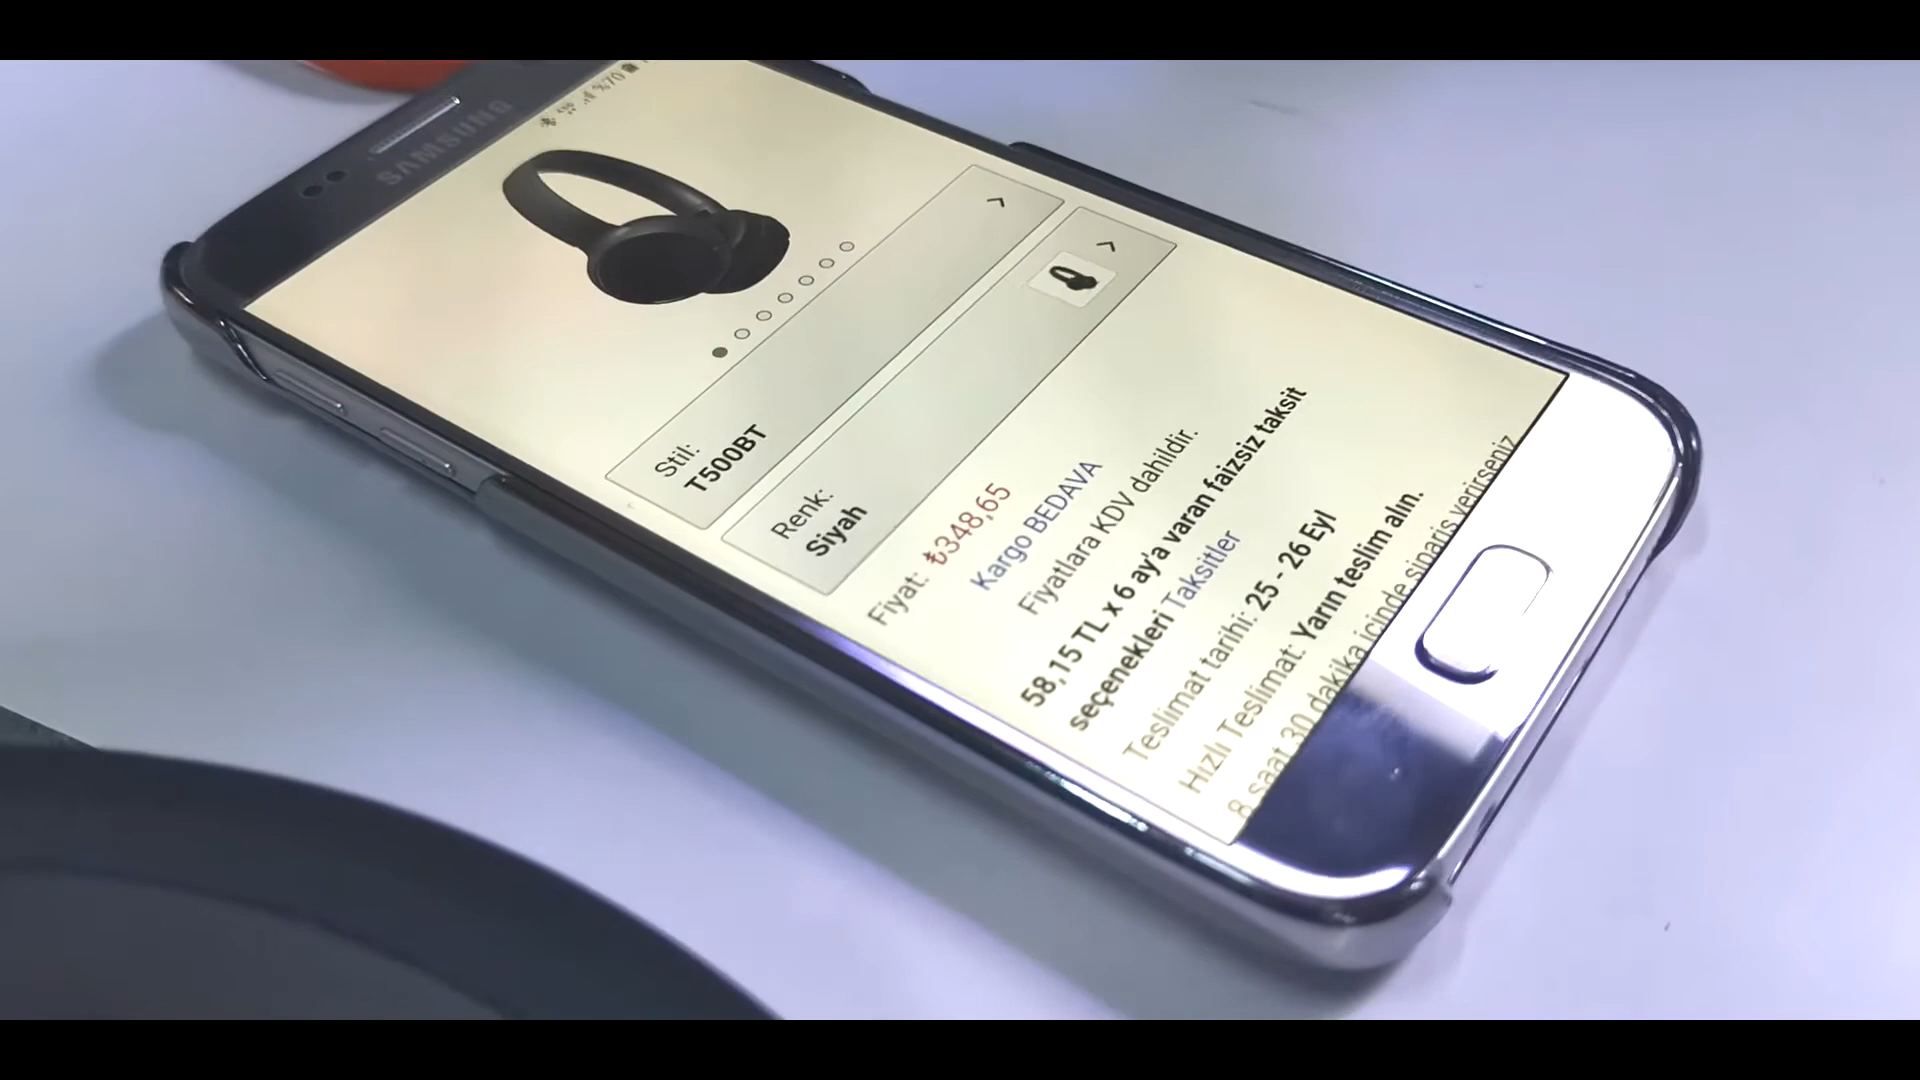 SAMSUNG
%70
Stil:
T500BT
Renk:
Siyah
Fiyat: ₺348,65
Kargo BEDAVA
Fiyatlara KDV dahildir.
58,15 TL x 6 ay'a varan faizsiz taksit
seçenekleri Taksitler
Teslimat tarihi: 25 - 26 Eyl
Hızlı Teslimat: Yarın teslim alın.
8 saat 30 dakika içinde sipariş verirseniz